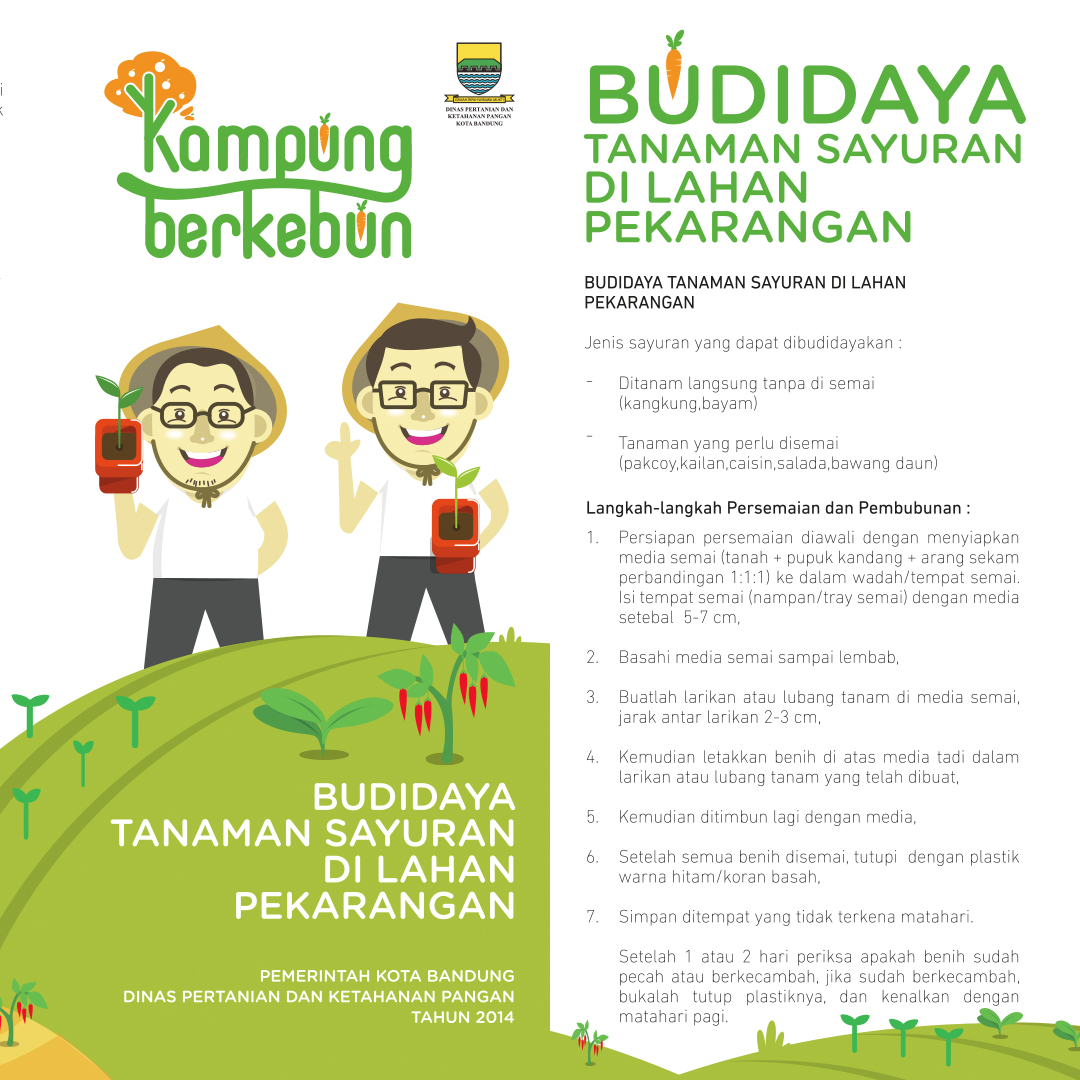 i
k
Kampung
berkebun
DINAS PERTANIAN DAN
KETAHANAN PANGAN
KOTA BANDUNG
BUDIDAYA
TANAMAN SAYURAN
DI LAHAN
PEKARANGAN
PEMERINTAH KOTA BANDUNG
DINAS PERTANIAN DAN KETAHANAN PANGAN
TAHUN 2014
BUDIDAYA
TANAMAN SAYURAN
DI LAHAN
PEKARANGAN
BUDIDAYA TANAMAN SAYURAN DI LAHAN
PEKARANGAN
Jenis sayuran yang dapat dibudidayakan :
- Ditanam langsung tanpa di semai
(kangkung,bayam)
- Tanaman yang perlu disemai
(pakcoy,kailan,caisin,salada,bawang daun)
Langkah-langkah Persemaian dan Pembubunan :
1. Persiapan persemaian diawali dengan menyiapkan
media semai (tanah + pupuk kandang + arang sekam
perbandingan 1:1:1) ke dalam wadah/tempat semai.
Isi tempat semai (nampan/tray semai) dengan media
setebal 5-7 cm,
2. Basahi media semai sampai lembab,
3. Buatlah larikan atau lubang tanam di media semai,
jarak antar larikan 2-3 cm,
4. Kemudian letakkan benih di atas media tadi dalam
larikan atau lubang tanam yang telah dibuat,
5. Kemudian ditimbun lagi dengan media,
6. Setelah semua benih disemai, tutupi dengan plastik
warna hitam/koran basah,
7. Simpan ditempat yang tidak terkena matahari.
Setelah 1 atau 2 hari periksa apakah benih sudah
pecah atau berkecambah, jika sudah berkecambah,
bukalah tutup plastiknya, dan kenalkan dengan
matahari pagi.